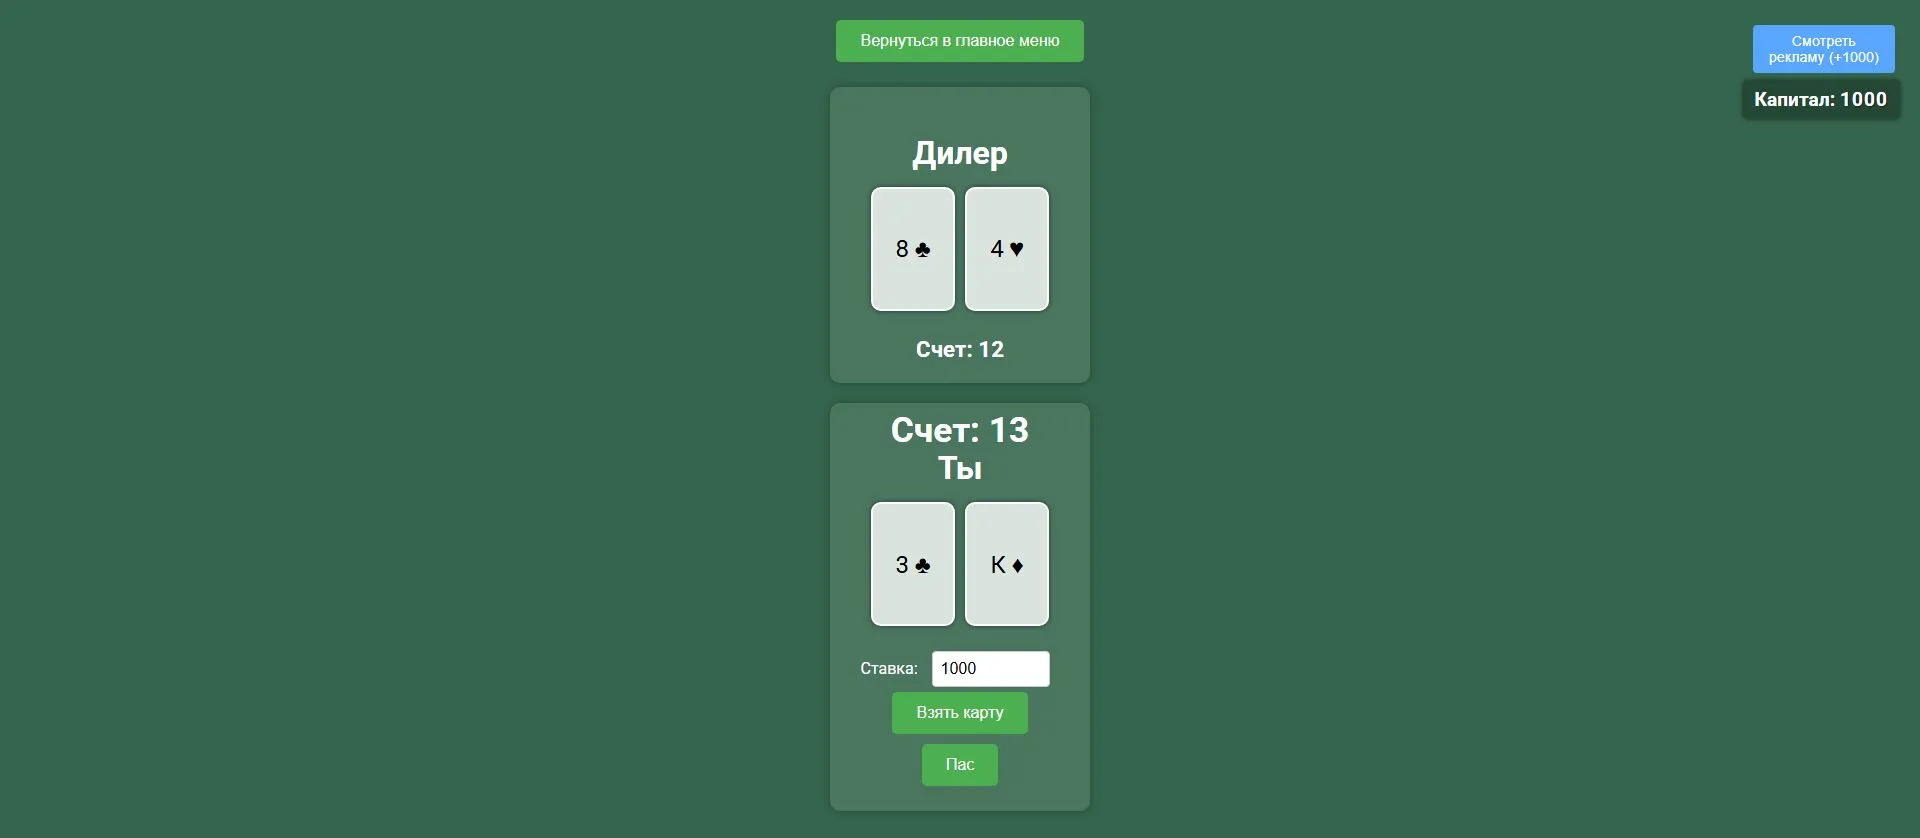 Вернуться в главное меню
Смотреть
рекламу (+1000)
Капитал: 1000
Дилер
8 ♣
4 ♥
Счет: 12
Счет: 13
Ты
3 ♣
K ♦
Ставка: 1000
Взять карту
Пас